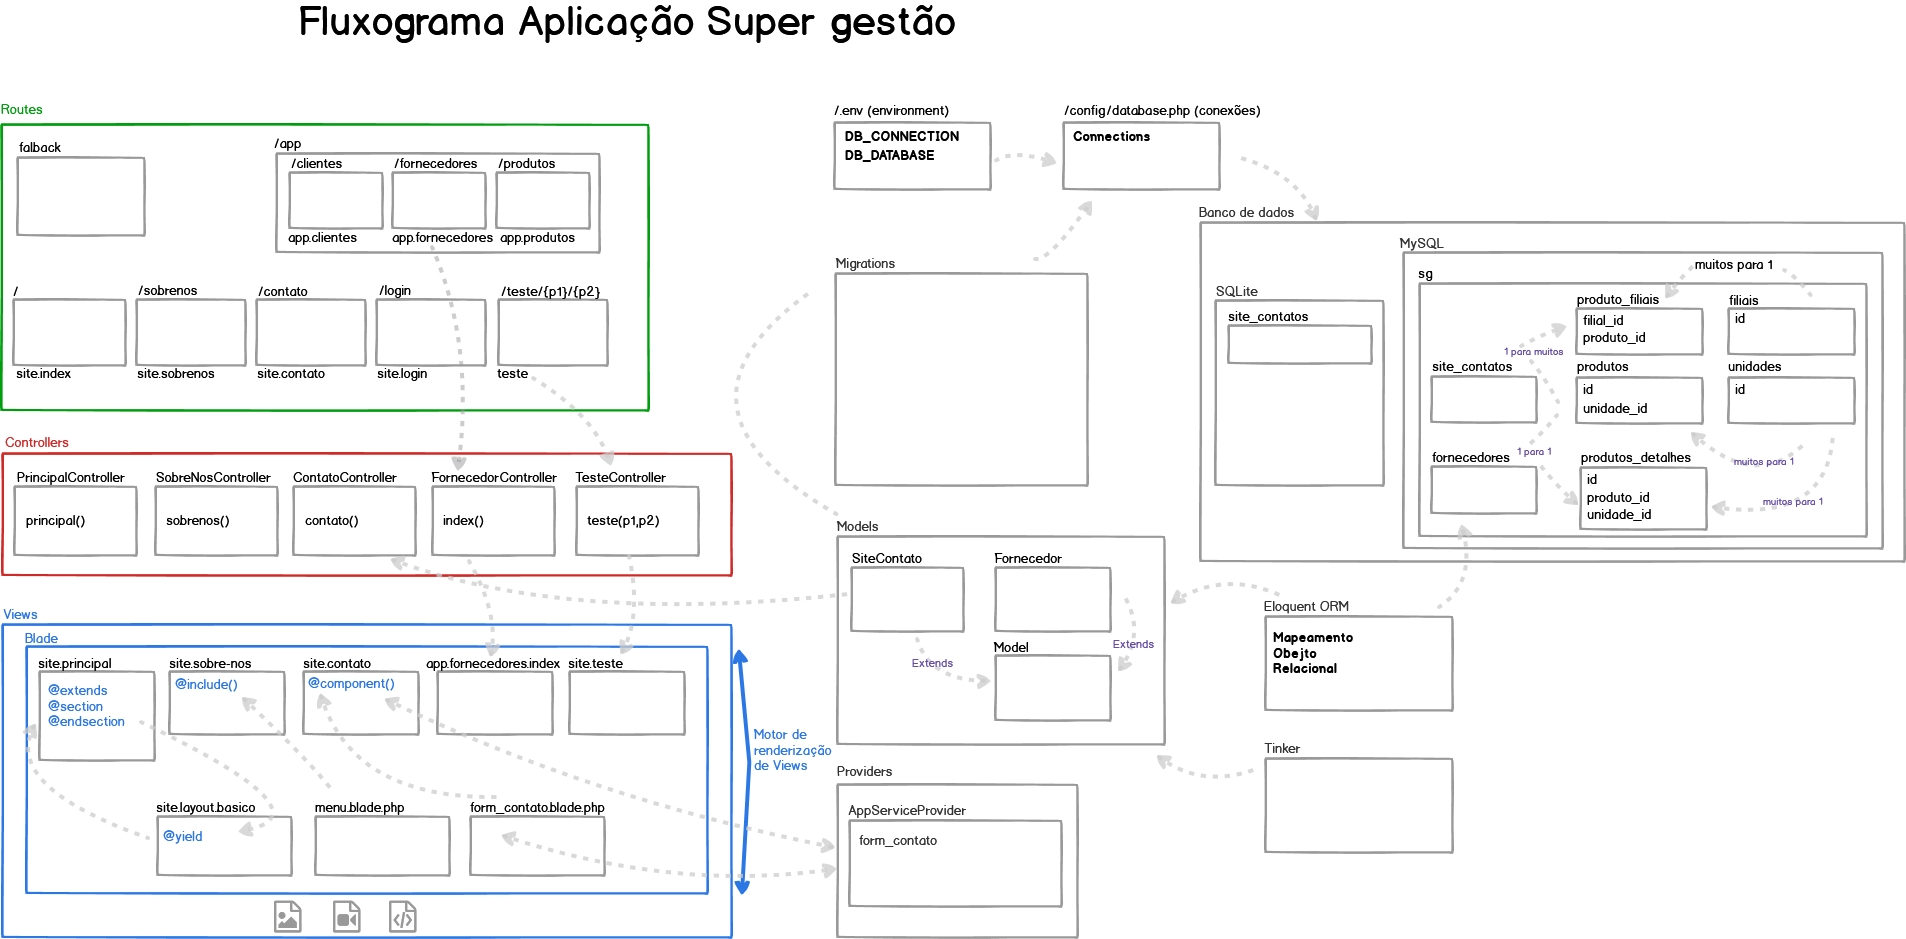 Fluxograma Aplicação Super gestão
Routes
falback
/app
/clientes
/fornecedores
/produtos
app.clientes
app.fornecedores
app.produtos
/
/sobrenos
/contato
/login
/teste/{p1}/{p2}
site.index
site.sobrenos
site.contato
site.login
teste
Controllers
PrincipalController
SobreNosController
ContatoController
FornecedorController
TesteController
principal()
sobrenos()
contato()
index()
teste(p1,p2)
Views
Blade
site.principal
site.sobre-nos
site.contato
app.fornecedores.index
site.teste
@extends
@section
@endsection
@include()
@component()
Motor de
renderização
de Views
site.layout.basico
menu.blade.php
form_contato.blade.php
@yield
/.env (environment)
DB_CONNECTION
DB_DATABASE
/config/database.php (conexões)
Connections
Migrations
Models
SiteContato
Fornecedor
Model
Extends
Extends
Providers
AppServiceProvider
form_contato
Banco de dados
SQLite
site_contatos
MySQL
sg
muitos para 1
produto_filiais
filial_id
produto_id
filiais
id
1 para muitos
site_contatos
produtos
id
unidade_id
unidades
id
1 para 1
muitos para 1
fornecedores
produtos_detalhes
id
produto_id
unidade_id
muitos para 1
Eloquent ORM
Mapeamento
Obejto
Relacional
Tinker